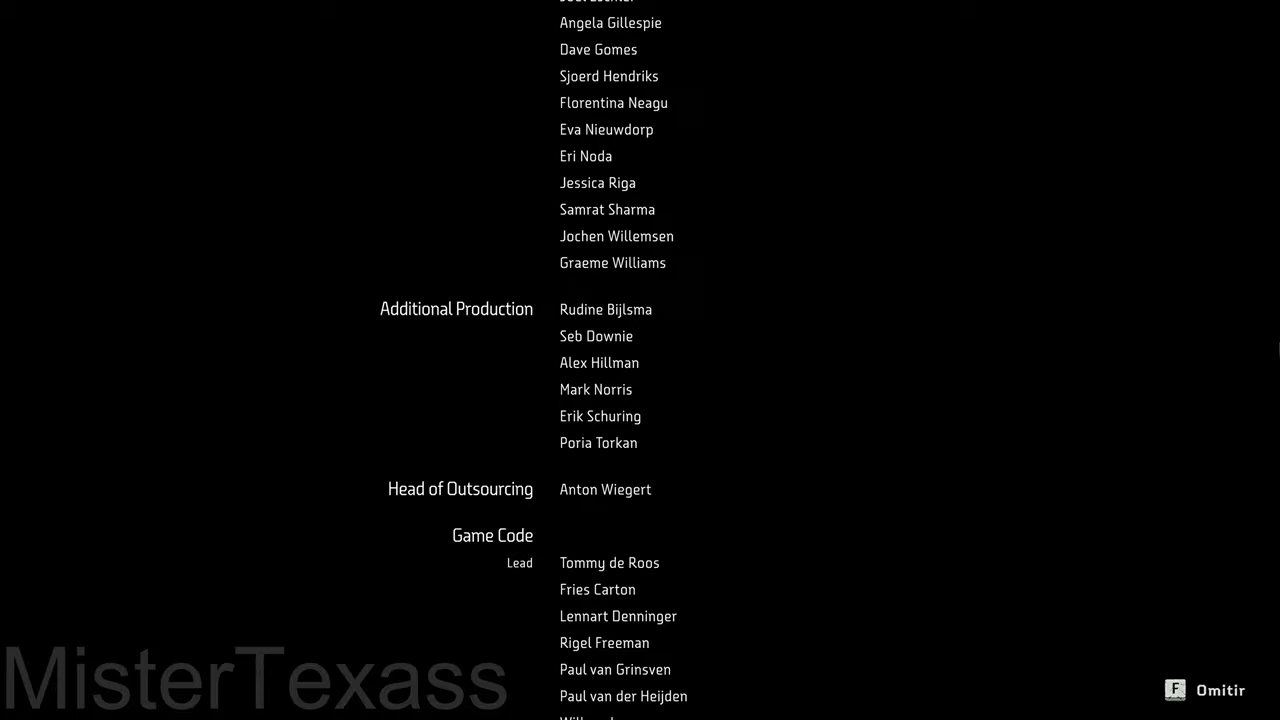 Angela Gillespie
Dave Gomes
Sjoerd Hendriks
Florentina Neagu
Eva Nieuwdorp
Eri Noda
Jessica Riga
Samrat Sharma
Jochen Willemsen
Graeme Williams
Additional Production Rudine Bijlsma
Seb Downie
Alex Hillman
Mark Norris
Erik Schuring
Poria Torkan
Head of Outsourcing Anton Wiegert
Game Code
Lead Tommy de Roos
Fries Carton
Lennart Denninger
Rigel Freeman
Paul van Grinsven
Paul van der Heijden
MisterTexass
F Omitir